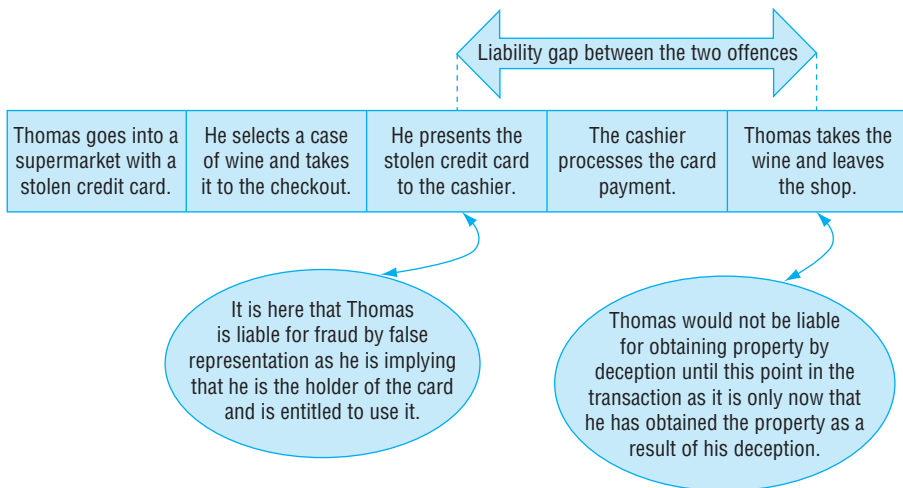 Liability gap between the two offences
Thomas goes into a
supermarket with a
stolen credit card.
He selects a case
of wine and takes
it to the checkout.
He presents the
stolen credit card
to the cashier.
The cashier
processes the card
payment.
Thomas takes the
wine and leaves
the shop.
It is here that Thomas
is liable for fraud by false
representation as he is implying
that he is the holder of the card
and is entitled to use it.
Thomas would not be liable
for obtaining property by
deception until this point in the
transaction as it is only now that
he has obtained the property as a
result of his deception.